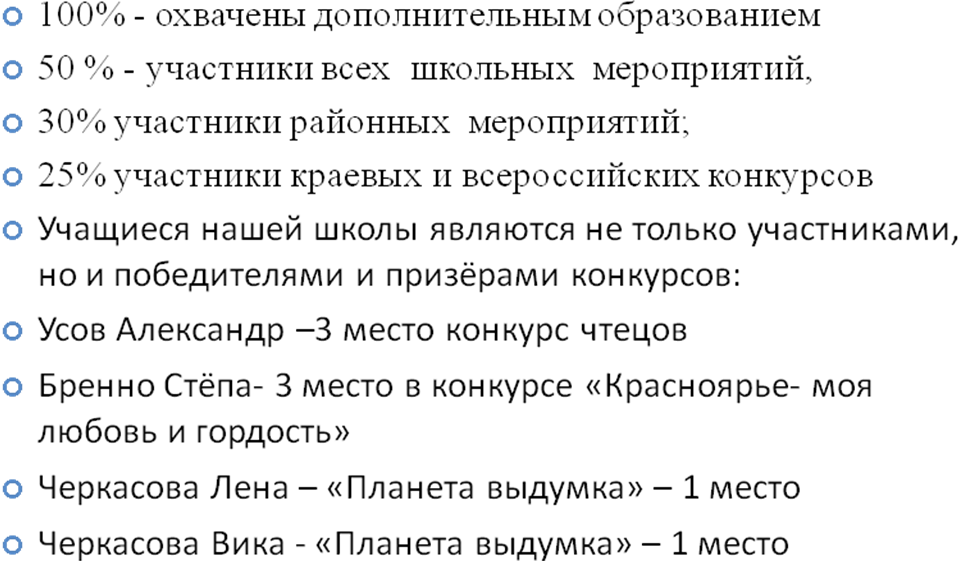 100% - охвачены дополнительным образованием
50 % - участники всех школьных мероприятий,
30% участники районных мероприятий;
25% участники краевых и всероссийских конкурсов
Учащиеся нашей школы являются не только участниками,
но и победителями и призёрами конкурсов:
Усов Александр –3 место конкурс чтецов
Бренно Стёпа- 3 место в конкурсе «Красноярье- моя
любовь и гордость»
Черкасова Лена – «Планета выдумка» – 1 место
Черкасова Вика - «Планета выдумка» – 1 место